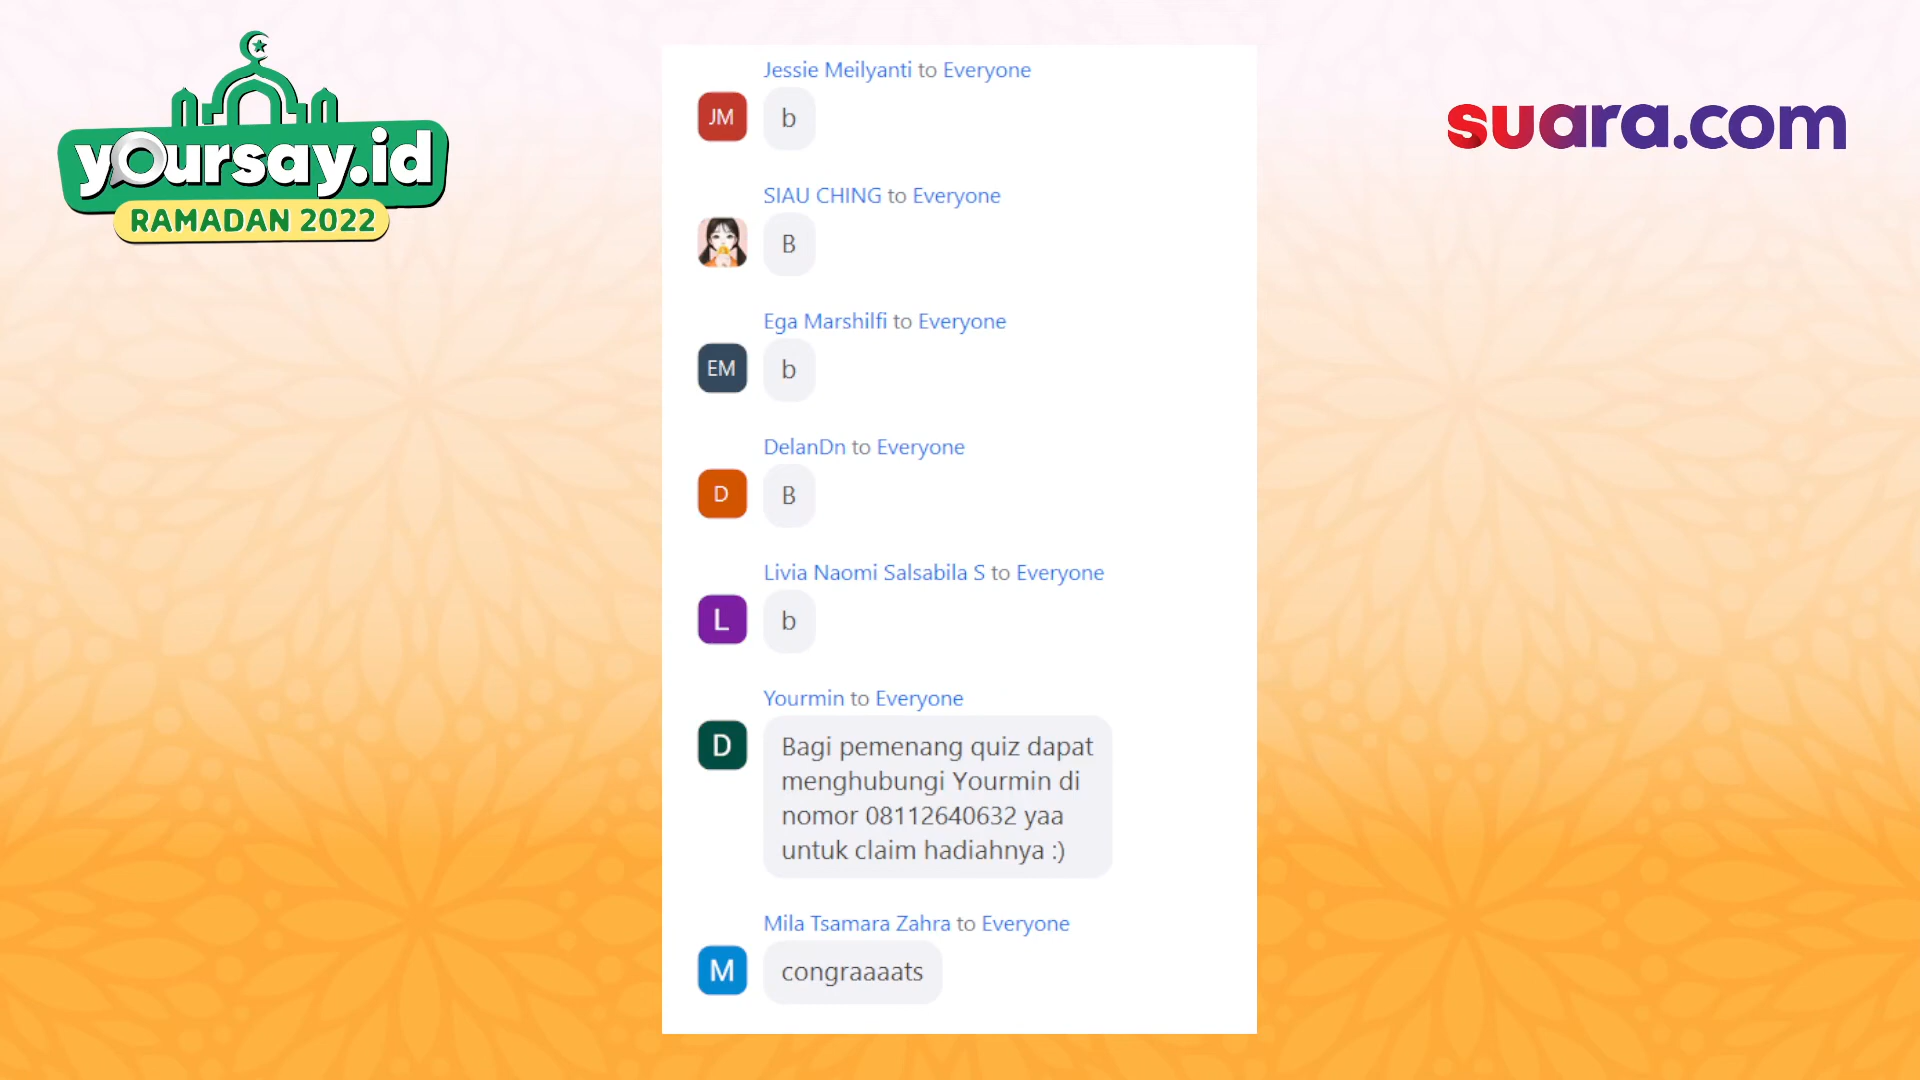 yoursay.id
RAMADAN 2022
suara.com
Jessie Meilyanti to Everyone
JM
b
SIAU CHING to Everyone
B
Ega Marshilfi to Everyone
EM
b
DelanDn to Everyone
D
B
Livia Naomi Salsabila S to Everyone
L
b
Yourmin to Everyone
D
Bagi pemenang quiz dapat
menghubungi Yourmin di
nomor 08112640632 yaa
untuk claim hadiahnya :)
Mila Tsamara Zahra to Everyone
M
congraaaats